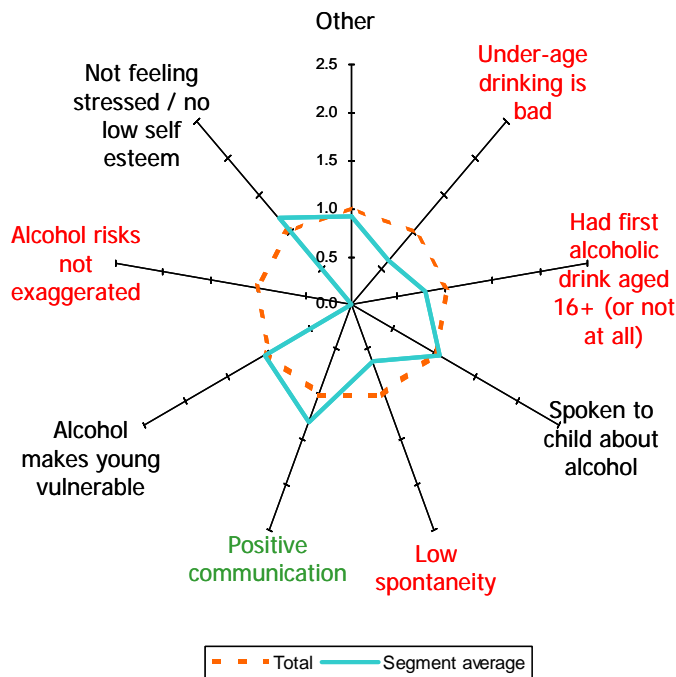 Other
Under-age
drinking is
bad
Had first
alcoholic
drink aged
16+ (or not
at all)
Spoken to
child about
alcohol
Low
spontaneity
Positive
communication
Alcohol
makes young
vulnerable
Alcohol risks
not
exaggerated
Not feeling
stressed / no
low self
esteem
2.5
2.0
1.5
1.0
0.5
0.0
Total
Segment average